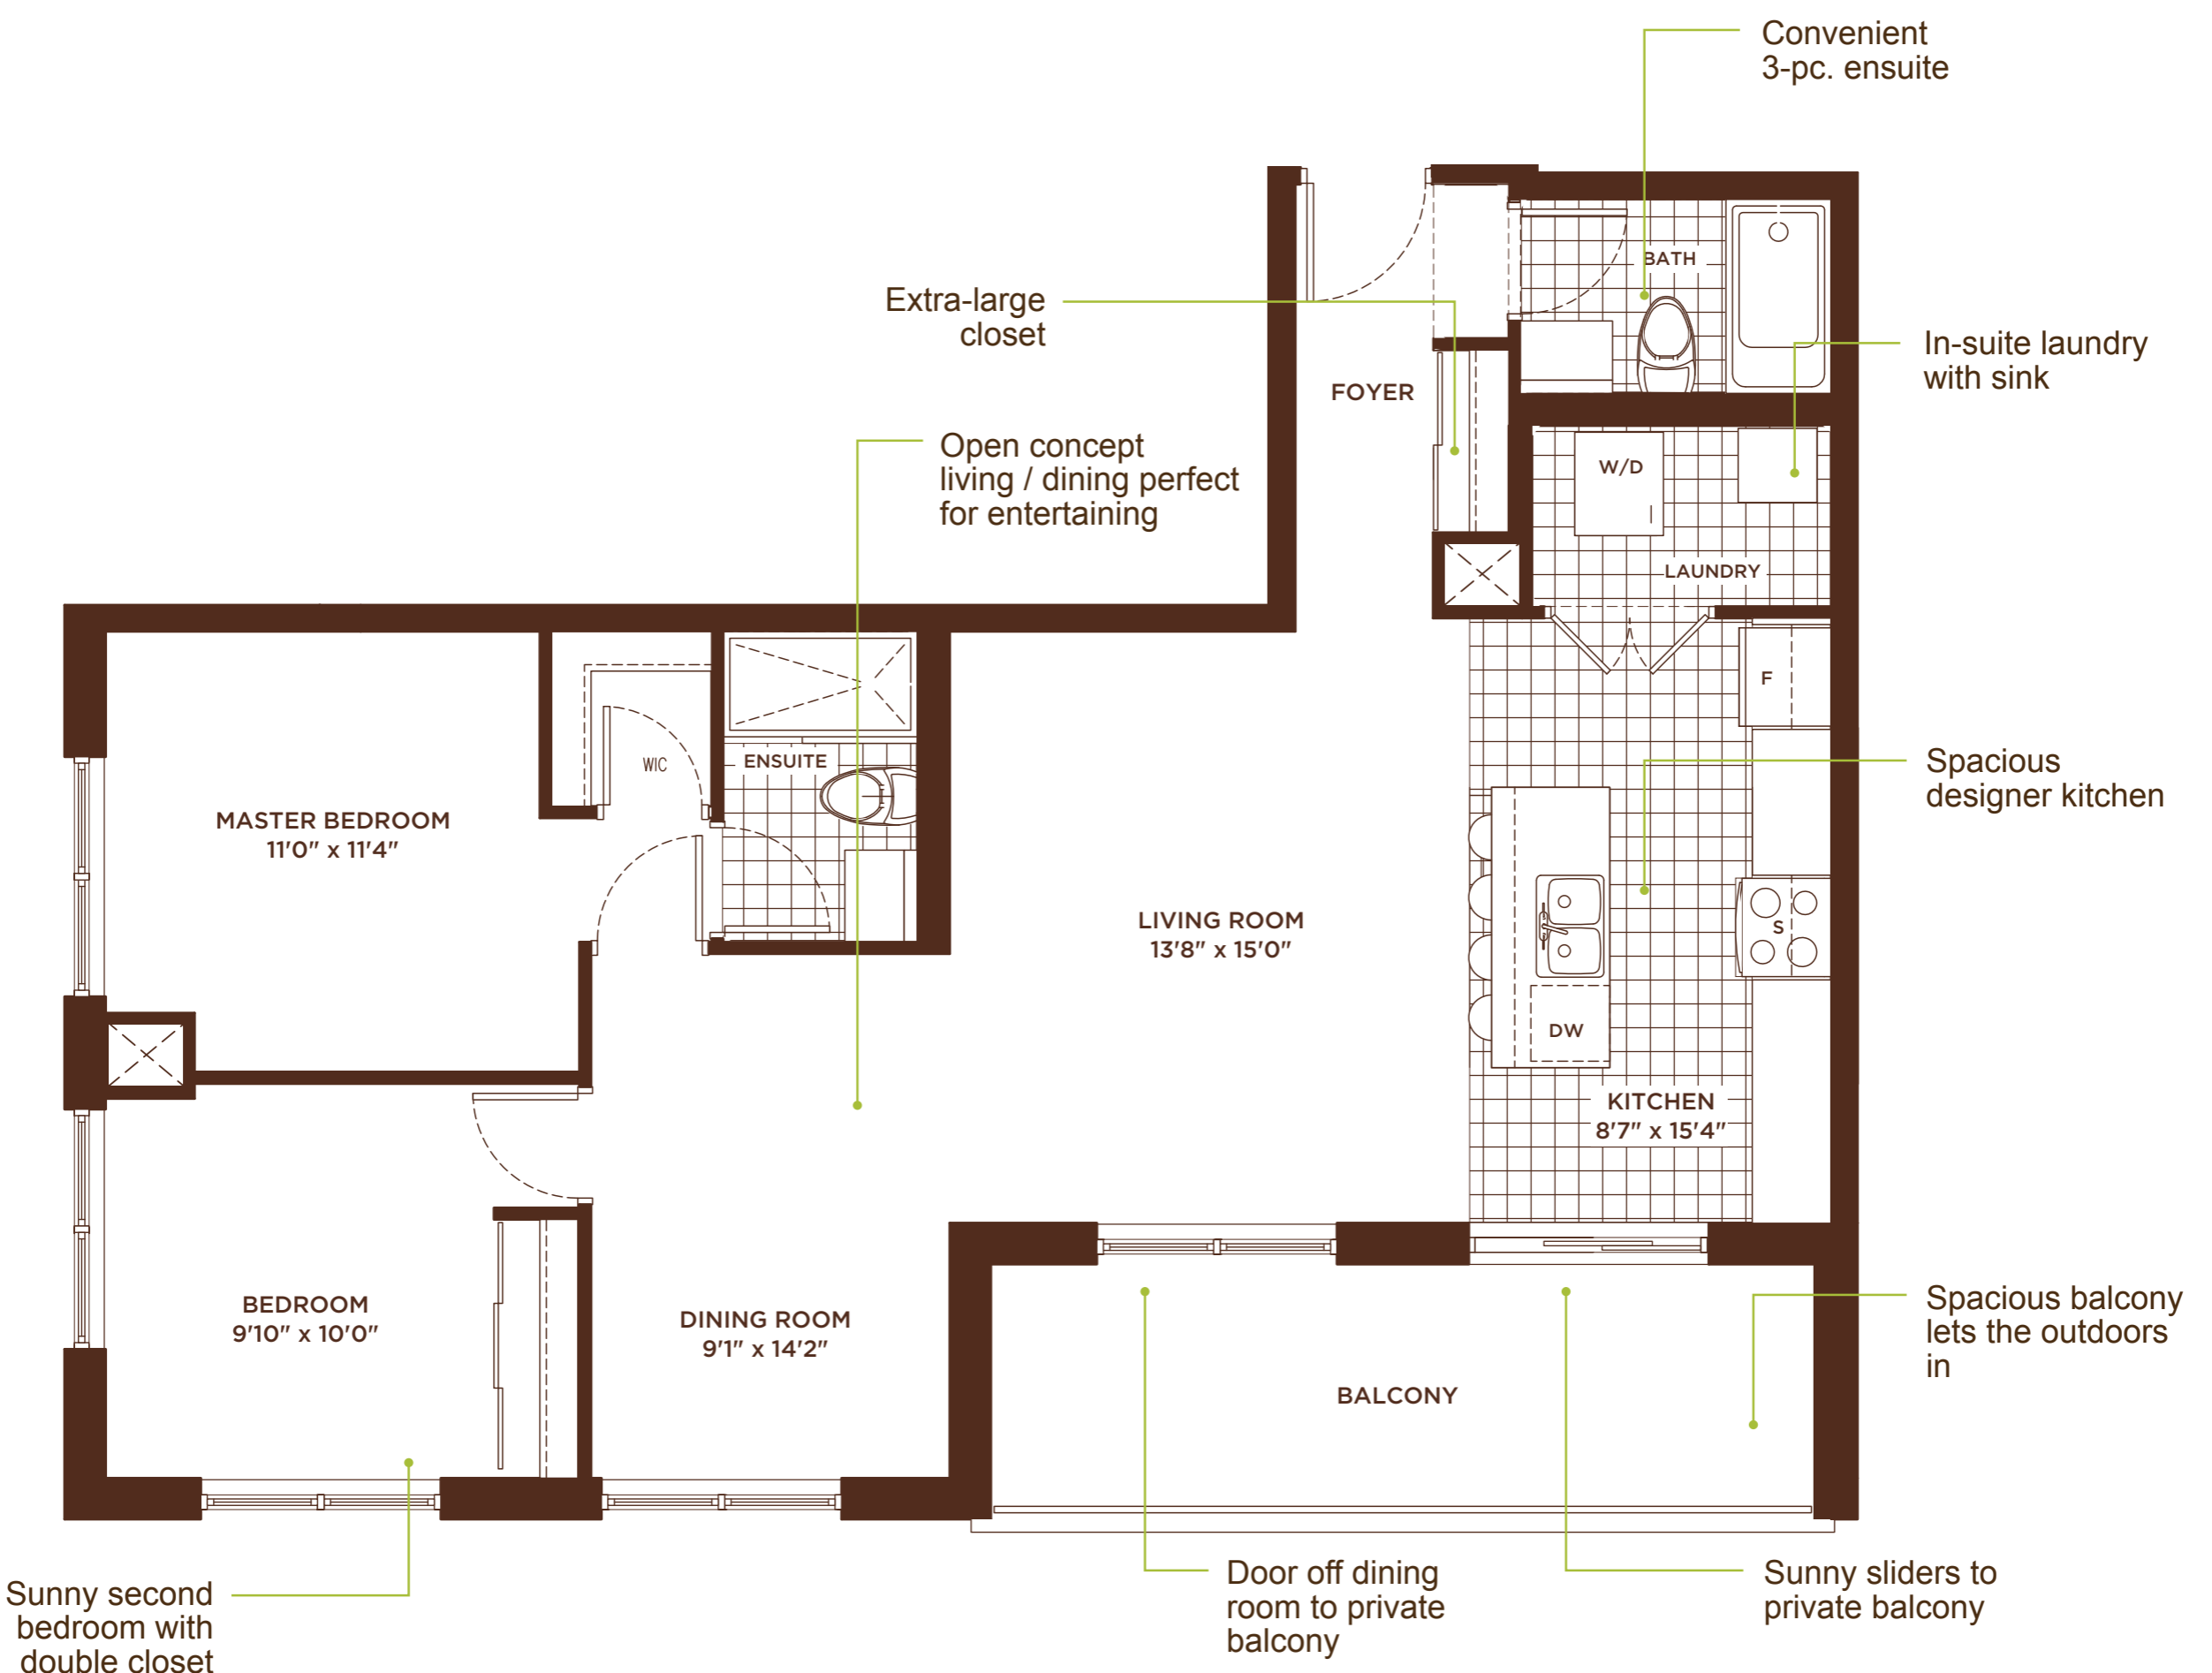 Convenient
3-pc. ensuite
BATH
Extra-large
closet
In-suite laundry
with sink
FOYER
Open concept
living / dining perfect
for entertaining
W/D
LAUNDRY
F
WIC
ENSUITE
Spacious
designer kitchen
MASTER BEDROOM
11'0" x 11'4"
LIVING ROOM
13'8" x 15'0"
S
DW
KITCHEN
8'7" x 15'4"
BEDROOM
9'10" x 10'0"
DINING ROOM
9'1" x 14'2"
BALCONY
Spacious balcony
lets the outdoors
in
Sunny second
bedroom with
double closet
Door off dining
room to private
balcony
Sunny sliders to
private balcony